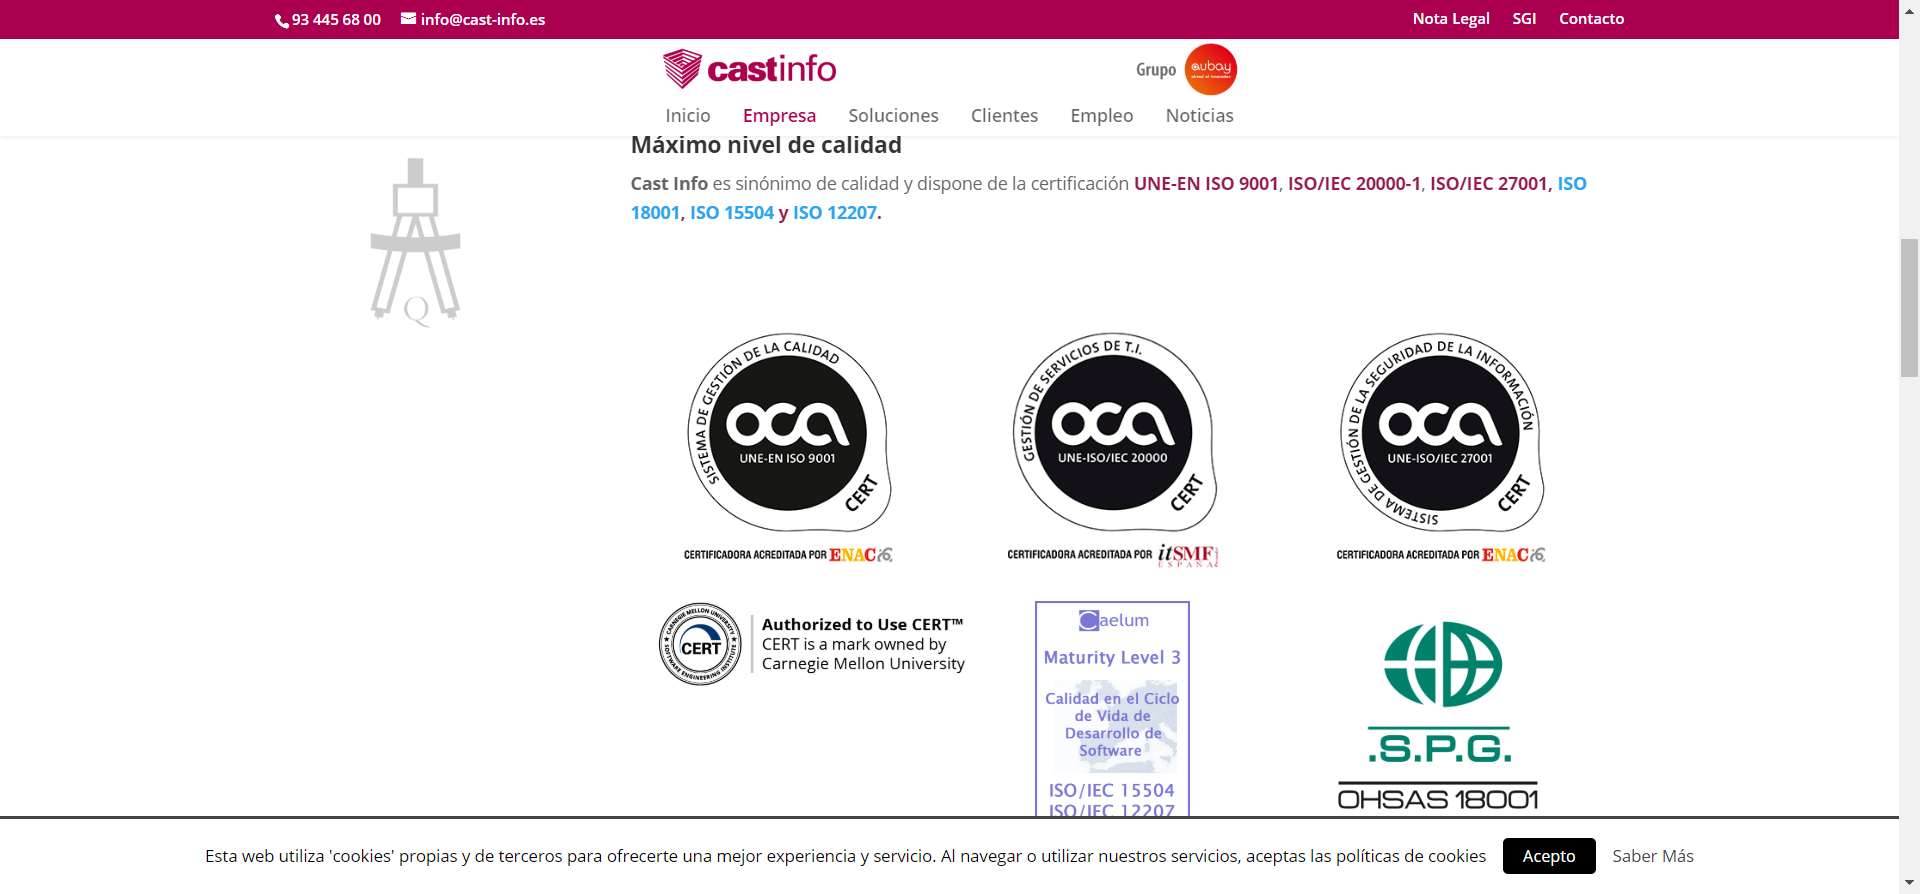 93 445 68 00 info@cast-info.es Nota Legal SGI Contacto
castinfo Grupo aubay
Inicio Empresa Soluciones Clientes Empleo Noticias
Máximo nivel de calidad
Cast Info es sinónimo de calidad y dispone de la certificación UNE-EN ISO 9001, ISO/IEC 20000-1, ISO/IEC 27001, ISO
18001, ISO 15504 y ISO 12207.
Q
SISTEMA DE GESTIÓN DE LA CALIDAD
oca
UNE-EN ISO 9001
CERT
CERTIFICADORA ACREDITADA POR ENAC
GESTIÓN DE SERVICIOS DE T.I.
oca
UNE-ISO/IEC 20000
CERT
CERTIFICADORA ACREDITADA POR itSMF
ESPAÑA
SISTEMA DE GESTIÓN DE LA SEGURIDAD DE LA INFORMACIÓN
oca
UNE-ISO/IEC 27001
CERT
CERTIFICADORA ACREDITADA POR ENAC
CARNEGIE MELLON UNIVERSITY
CERT
SOFTWARE ENGINEERING INSTITUTE
Authorized to Use CERT™
CERT is a mark owned by
Carnegie Mellon University
Caelum
Maturity Level 3
Calidad en el Ciclo
de Vida de
Desarrollo de
Software
ISO/IEC 15504
ISO/IEC 12207
.S.P.G.
OHSAS 18001
Esta web utiliza 'cookies' propias y de terceros para ofrecerte una mejor experiencia y servicio. Al navegar o utilizar nuestros servicios, aceptas las políticas de cookies Acepto Saber Más